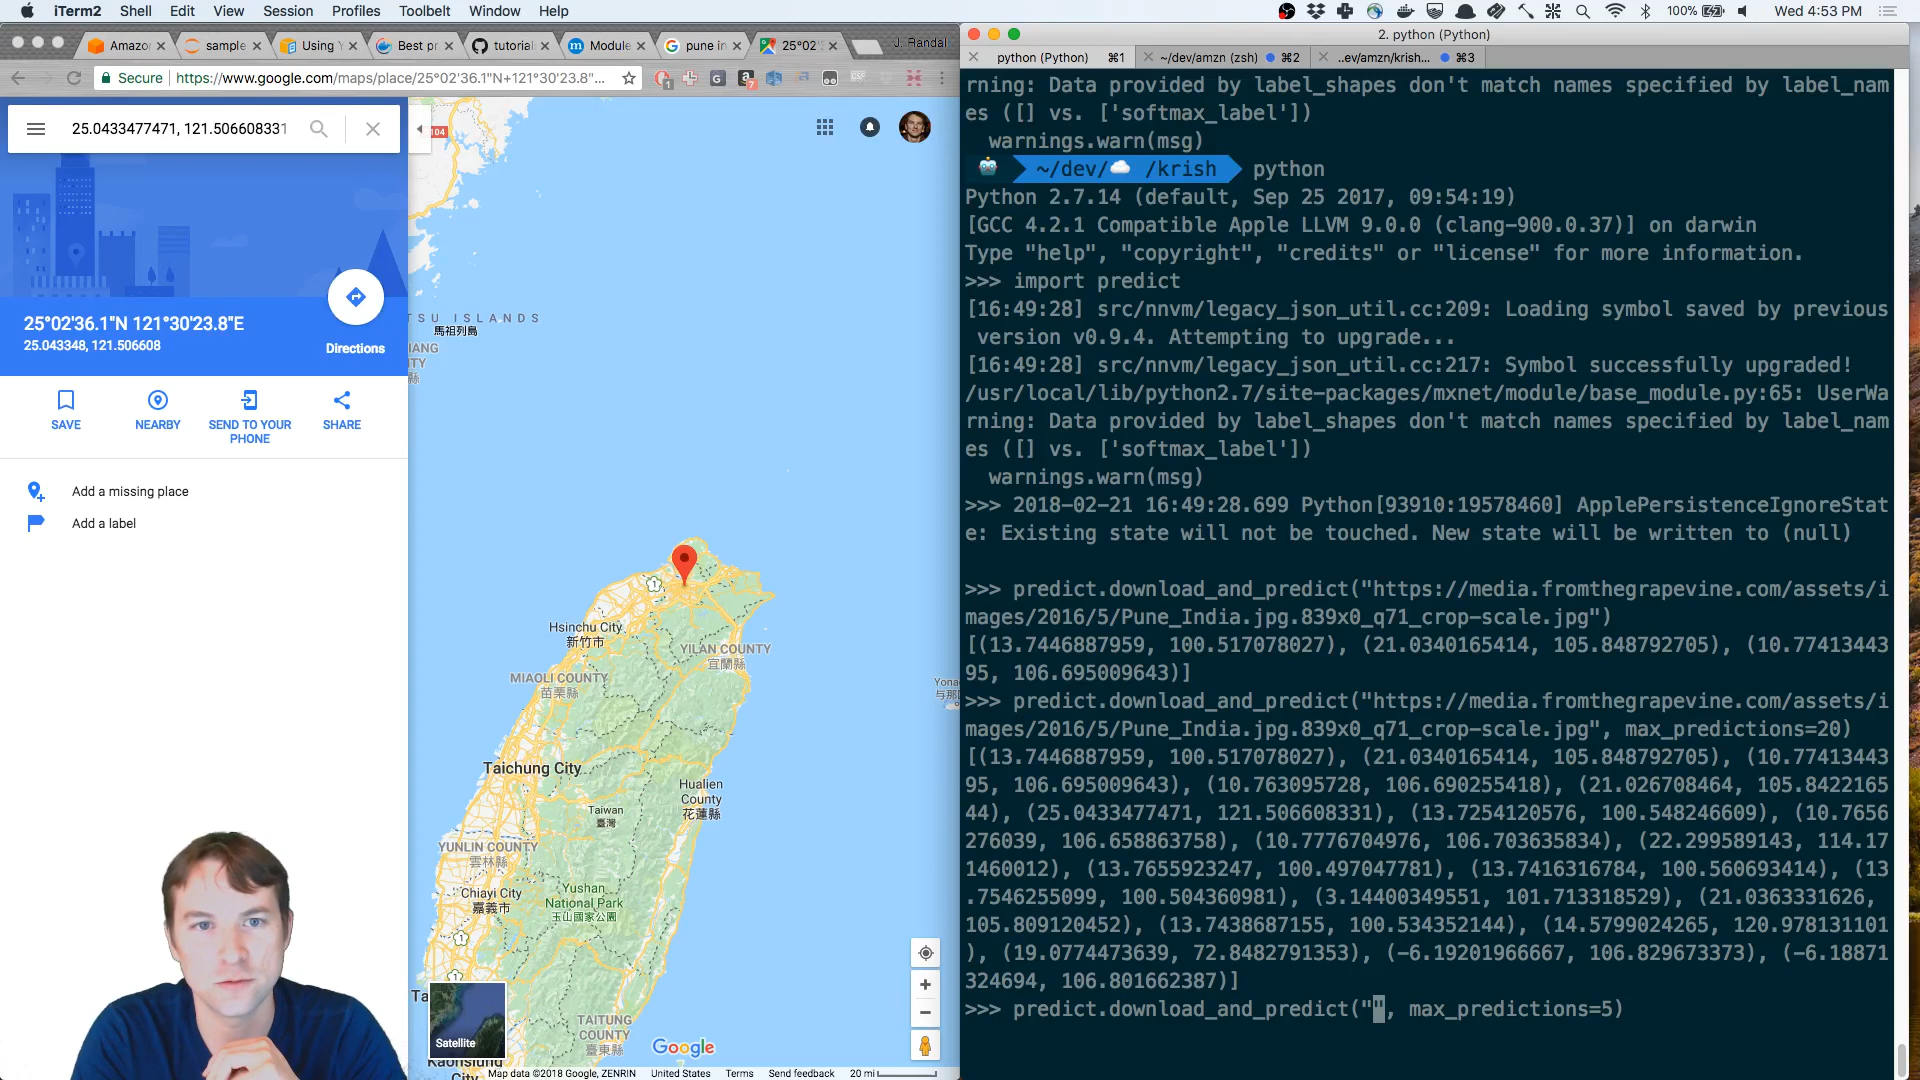 iTerm2 Shell Edit View Session Profiles Toolbelt Window Help
100% Wed 4:53 PM
Amazo sample Using Y Best pr tutorial Module pune in 25°02' J. Randal
Secure https://www.google.com/maps/place/25°02'36.1"N+121°30'23.8"...
25.0433477471, 121.506608331
25°02'36.1"N 121°30'23.8"E
25.043348, 121.506608
Directions
SAVE
NEARBY
SEND TO YOUR
PHONE
SHARE
Add a missing place
Add a label
104
TSU ISLANDS
馬祖列島
Hsinchu City
新竹市
YILAN COUNTY
宜蘭縣
MIAOLI COUNTY
苗栗縣
Taichung City
Hualien
County
花蓮縣
Taiwan
臺灣
YUNLIN COUNTY
雲林縣
Chiayi City
嘉義市
Yushan
National Park
玉山國家公園
TAITUNG
COUNTY
臺東縣
Kaohsiung
City
Satellite
Google
Map data ©2018 Google, ZENRIN United States Terms Send feedback 20 mi
2. python (Python)
python (Python) ⌘1 ~/dev/amzn (zsh) ⌘2 ..ev/amzn/krish... ⌘3
rning: Data provided by label_shapes don't match names specified by label_nam
es ([] vs. ['softmax_label'])
warnings.warn(msg)
~/dev/ /krish python
Python 2.7.14 (default, Sep 25 2017, 09:54:19)
[GCC 4.2.1 Compatible Apple LLVM 9.0.0 (clang-900.0.37)] on darwin
Type "help", "copyright", "credits" or "license" for more information.
>>> import predict
[16:49:28] src/nnvm/legacy_json_util.cc:209: Loading symbol saved by previous
version v0.9.4. Attempting to upgrade...
[16:49:28] src/nnvm/legacy_json_util.cc:217: Symbol successfully upgraded!
/usr/local/lib/python2.7/site-packages/mxnet/module/base_module.py:65: UserWa
rning: Data provided by label_shapes don't match names specified by label_nam
es ([] vs. ['softmax_label'])
warnings.warn(msg)
>>> 2018-02-21 16:49:28.699 Python[93910:19578460] ApplePersistenceIgnoreStat
e: Existing state will not be touched. New state will be written to (null)
>>> predict.download_and_predict("https://media.fromthegrapevine.com/assets/i
mages/2016/5/Pune_India.jpg.839x0_q71_crop-scale.jpg")
[(13.7446887959, 100.517078027), (21.0340165414, 105.848792705), (10.77413443
95, 106.695009643)]
>>> predict.download_and_predict("https://media.fromthegrapevine.com/assets/i
mages/2016/5/Pune_India.jpg.839x0_q71_crop-scale.jpg", max_predictions=20)
[(13.7446887959, 100.517078027), (21.0340165414, 105.848792705), (10.77413443
95, 106.695009643), (10.763095728, 106.690255418), (21.026708464, 105.8422165
44), (25.0433477471, 121.506608331), (13.7254120576, 100.548246609), (10.7656
276039, 106.658863758), (10.7776704976, 106.703635834), (22.299589143, 114.17
1460012), (13.7655923247, 100.497047781), (13.7416316784, 100.560693414), (13
.7546255099, 100.504360981), (3.14400349551, 101.713318529), (21.0363331626,
105.809120452), (13.7438687155, 100.534352144), (14.5799024265, 120.978131101
), (19.0774473639, 72.8482791353), (-6.19201966667, 106.829673373), (-6.18871
324694, 106.801662387)]
>>> predict.download_and_predict("", max_predictions=5)